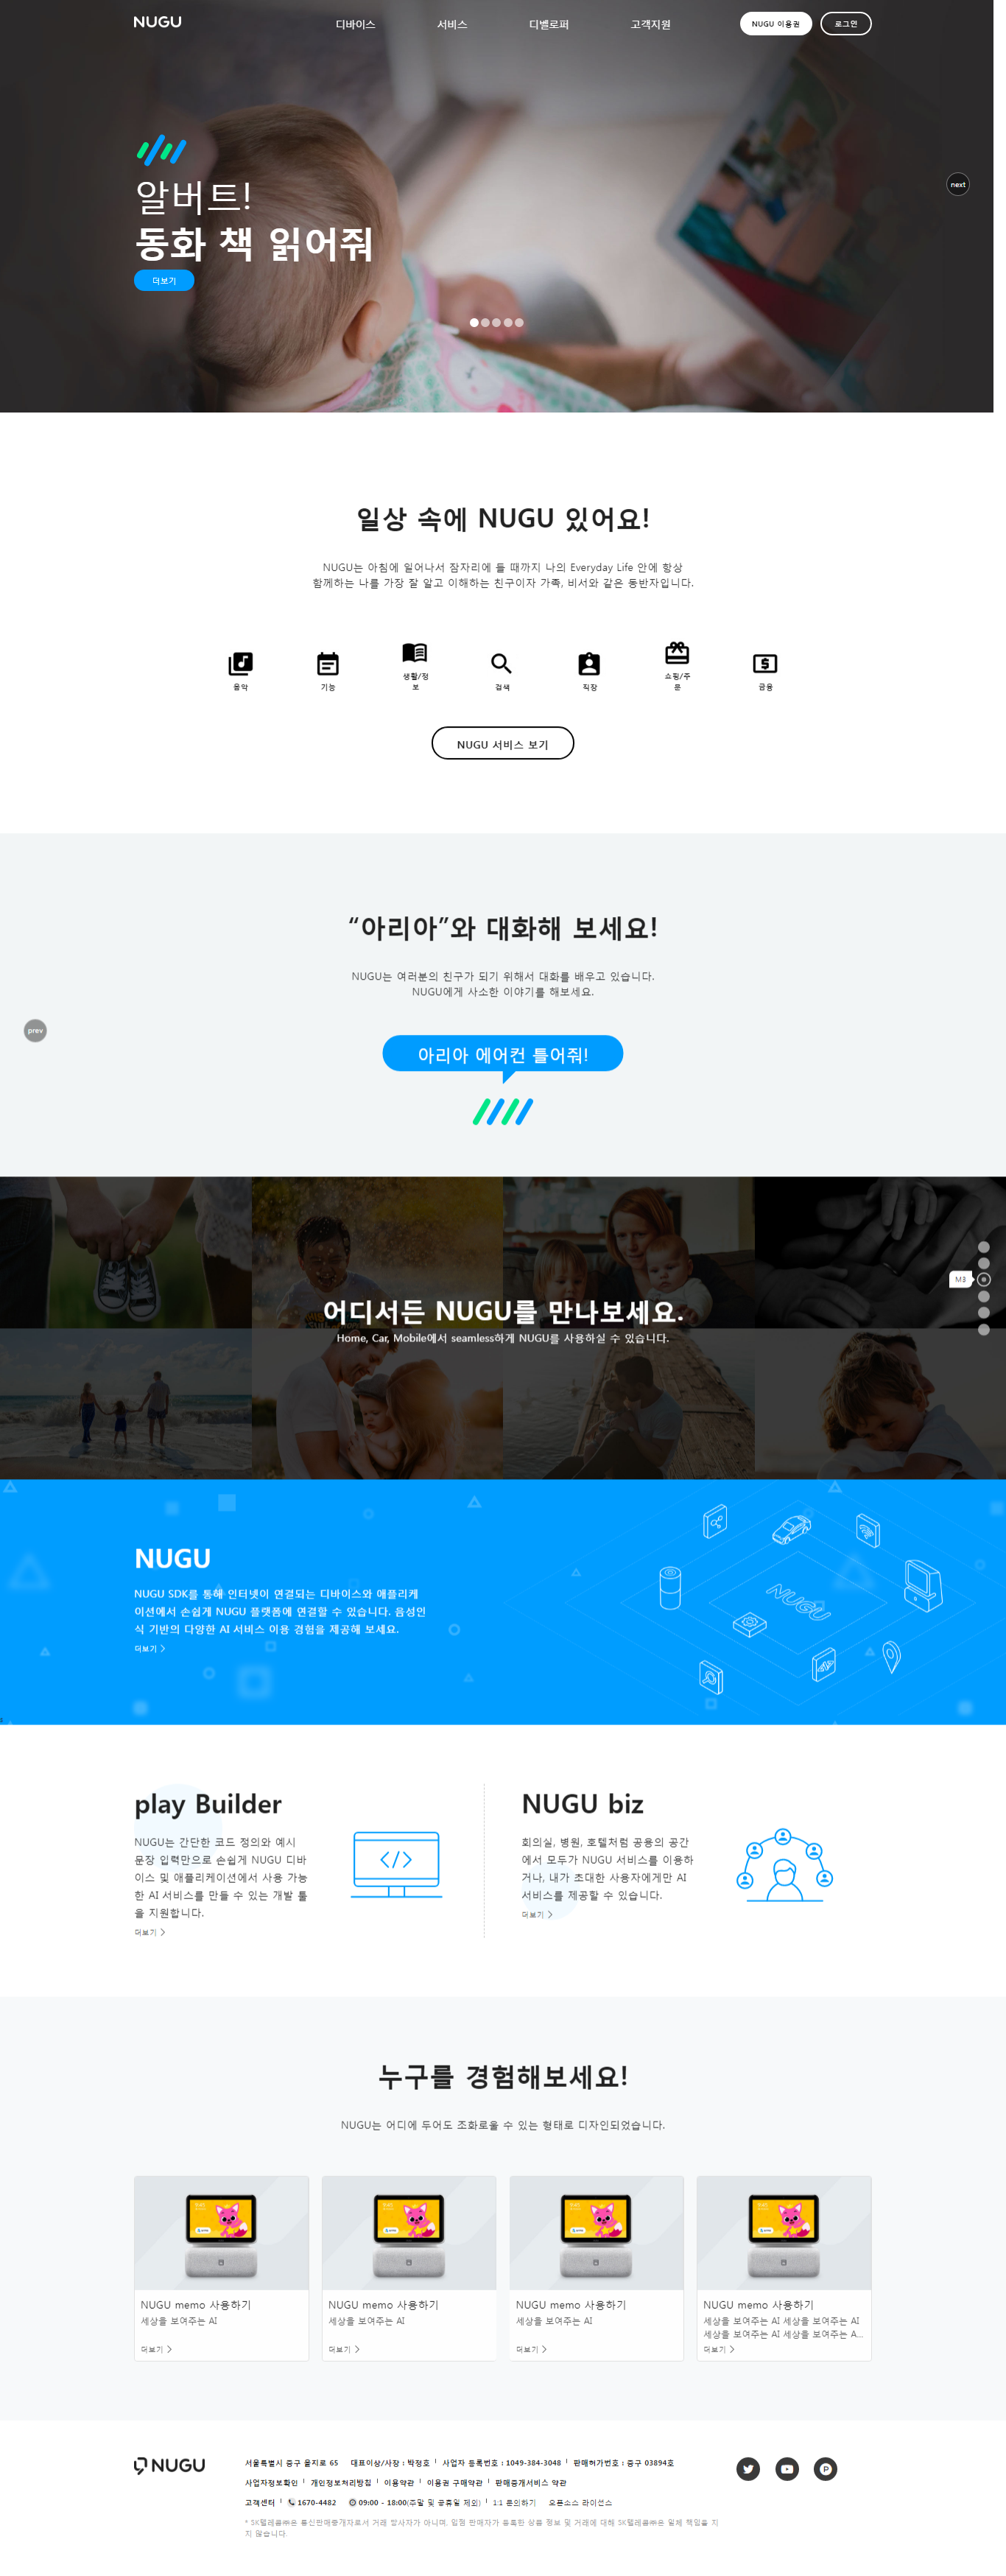 NUGU
디바이스 서비스 디벨로퍼 고객지원
NUGU 이용권 로그인
알버트!
동화 책 읽어줘
더보기
next
일상 속에 NUGU 있어요!
NUGU는 아침에 일어나서 잠자리에 들 때까지 나의 Everyday Life 안에 항상
함께하는 나를 가장 잘 알고 이해하는 친구이자 가족, 비서와 같은 동반자입니다.
음악 기능 생활/정보 검색 직장 쇼핑/주문 금융
NUGU 서비스 보기
“아리아”와 대화해 보세요!
NUGU는 여러분의 친구가 되기 위해서 대화를 배우고 있습니다.
NUGU에게 사소한 이야기를 해보세요.
prev
아리아 에어컨 틀어줘!
M3
어디서든 NUGU를 만나보세요.
Home, Car, Mobile에서 seamless하게 NUGU를 사용하실 수 있습니다.
NUGU
NUGU SDK를 통해 인터넷이 연결되는 디바이스와 애플리케
이션에서 손쉽게 NUGU 플랫폼에 연결할 수 있습니다. 음성인
식 기반의 다양한 AI 서비스 이용 경험을 제공해 보세요.
더보기
NUGU
play Builder
NUGU는 간단한 코드 정의와 예시
문장 입력만으로 손쉽게 NUGU 디바
이스 및 애플리케이션에서 사용 가능
한 AI 서비스를 만들 수 있는 개발 툴
을 지원합니다.
더보기
NUGU biz
회의실, 병원, 호텔처럼 공용의 공간
에서 모두가 NUGU 서비스를 이용하
거나, 내가 초대한 사용자에게만 AI
서비스를 제공할 수 있습니다.
더보기
누구를 경험해보세요!
NUGU는 어디에 두어도 조화로울 수 있는 형태로 디자인되었습니다.
NUGU memo 사용하기
세상을 보여주는 AI
더보기
NUGU memo 사용하기
세상을 보여주는 AI
더보기
NUGU memo 사용하기
세상을 보여주는 AI
더보기
NUGU memo 사용하기
세상을 보여주는 AI 세상을 보여주는 AI
세상을 보여주는 AI 세상을 보여주는 A...
더보기
NUGU
서울특별시 중구 을지로 65 대표이상/사장 : 박정호 사업자 등록번호 : 1049-384-3048 판매허가번호 : 중구 03894호
사업자정보확인 개인정보처리방침 이용약관 이용권 구매약관 판매중개서비스 약관
고객센터 1670-4482 09:00 - 18:00(주말 및 공휴일 제외) 1:1 문의하기 오픈소스 라이선스
* SK텔레콤㈜은 통신판매중개자로서 거래 당사자가 아니며, 입점 판매자가 등록한 상품 정보 및 거래에 대해 SK텔레콤㈜은 일체 책임을 지
지 않습니다.